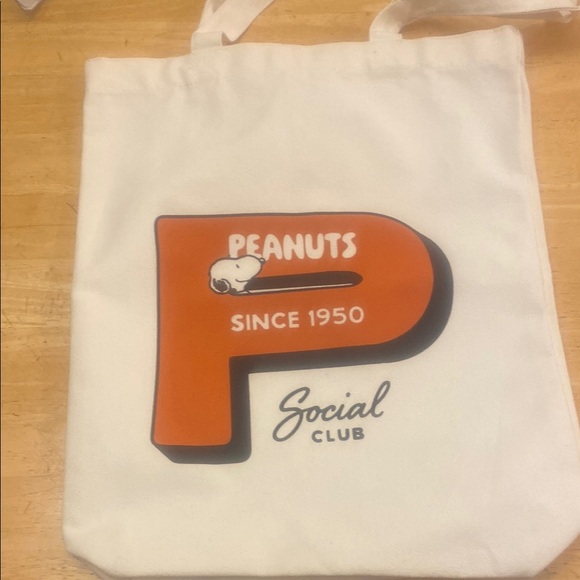 PEANUTS
SINCE 1950
Social
CLUB